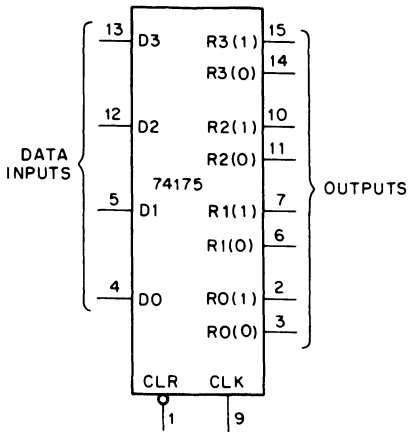 13 D3 R3(1) 15
R3(0) 14
12 D2 R2(1) 10
DATA INPUTS
R2(0) 11
74175
OUTPUTS
5 D1 R1(1) 7
R1(0) 6
4 D0 R0(1) 2
R0(0) 3
CLR CLK
1 9